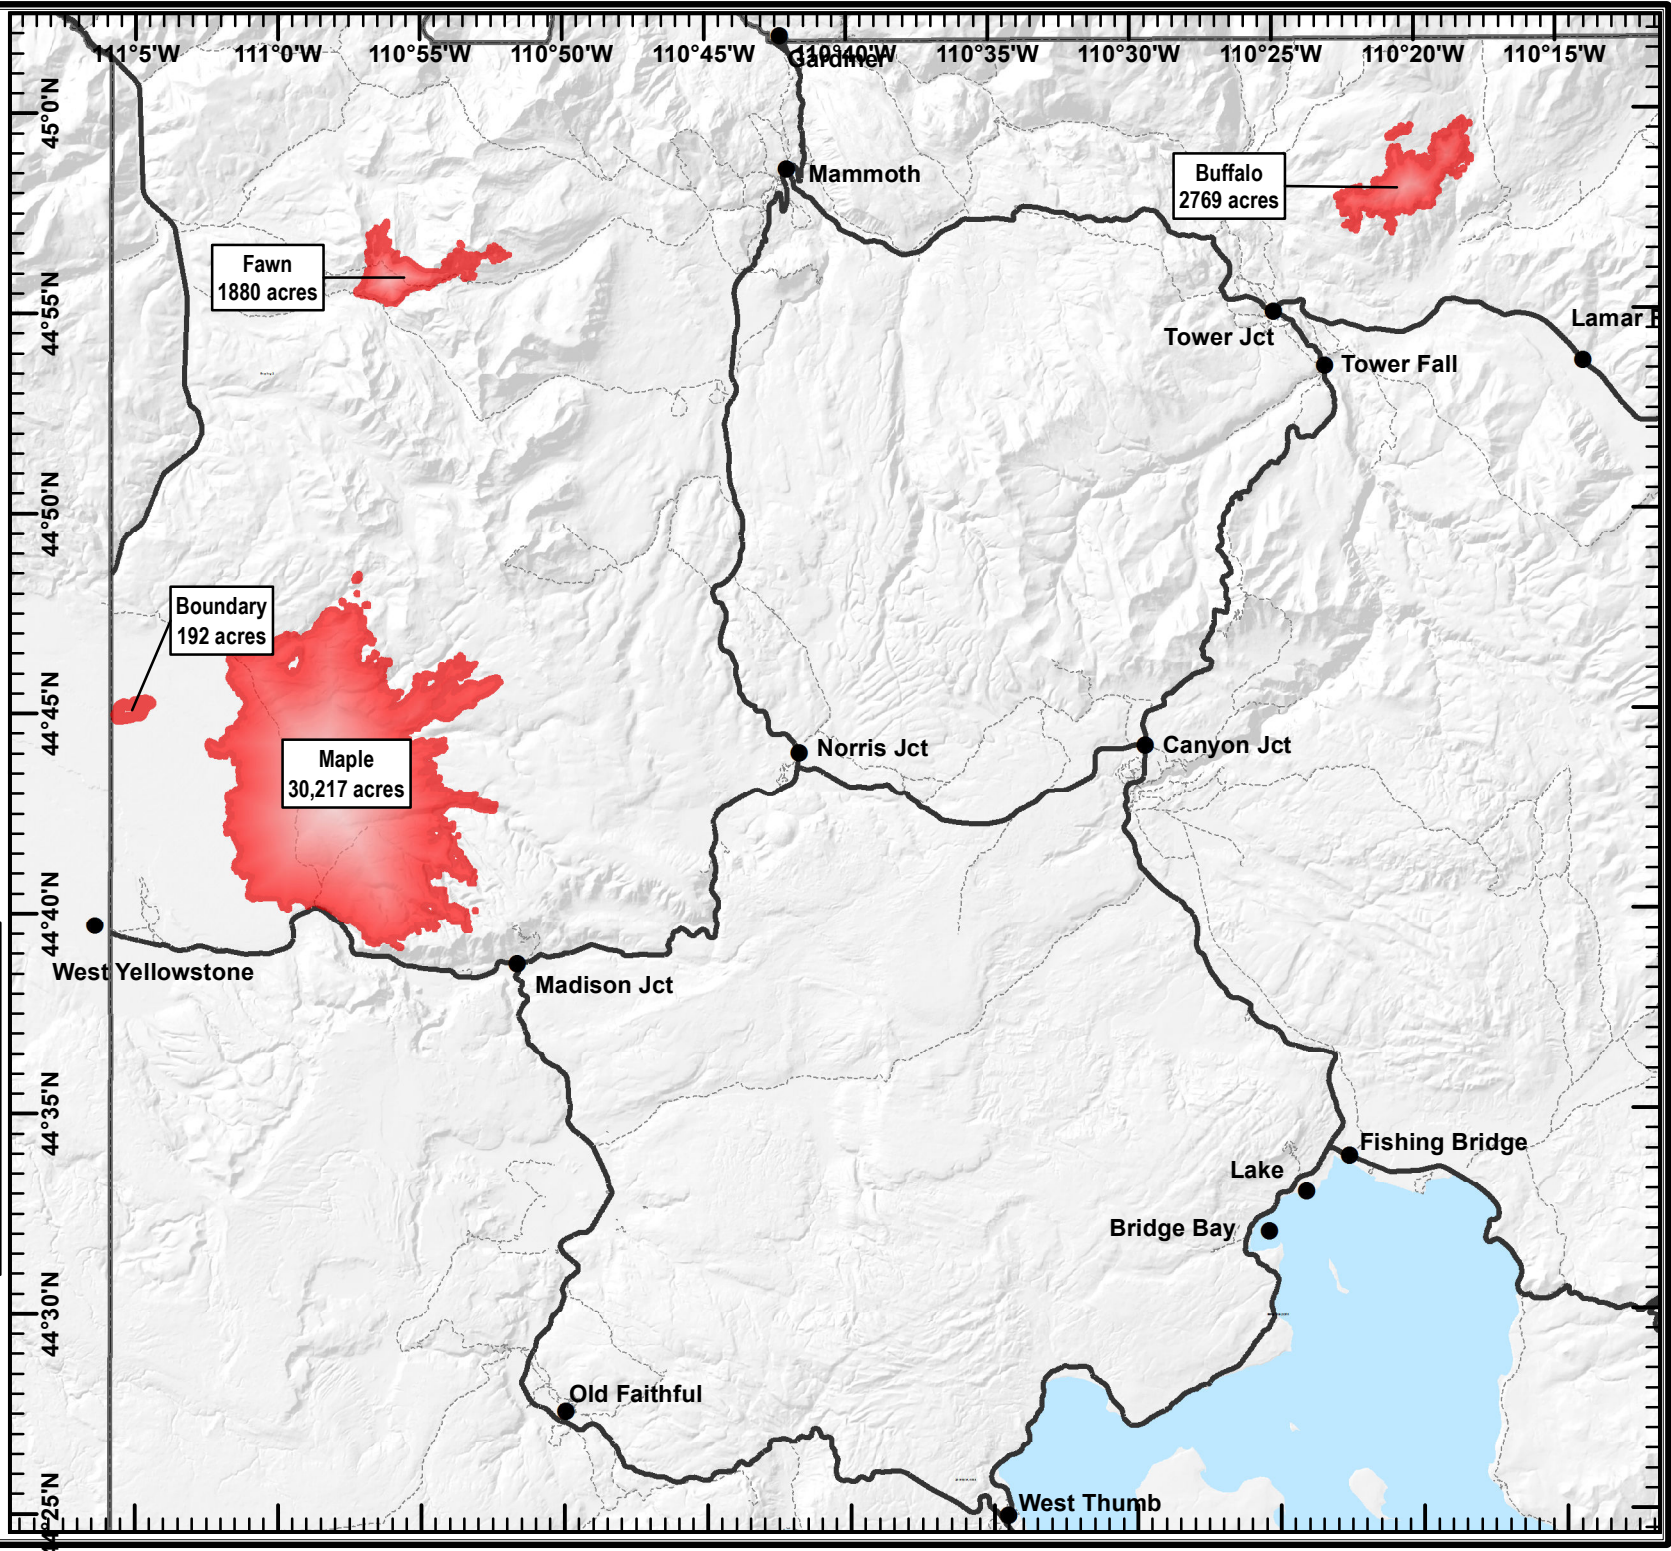 111°5'W 111°0'W 110°55'W 110°50'W 110°45'W 110°40'W 110°35'W 110°30'W 110°25'W 110°20'W 110°15'W
Gardiner
45°0'N
Mammoth
Buffalo
2769 acres
Fawn
1880 acres
44°55'N
Lamar
Tower Jct
Tower Fall
44°50'N
Boundary
192 acres
44°45'N
Norris Jct
Canyon Jct
Maple
30,217 acres
44°40'N
West Yellowstone
Madison Jct
44°35'N
Fishing Bridge
Lake
Bridge Bay
44°30'N
Old Faithful
West Thumb
44°25'N